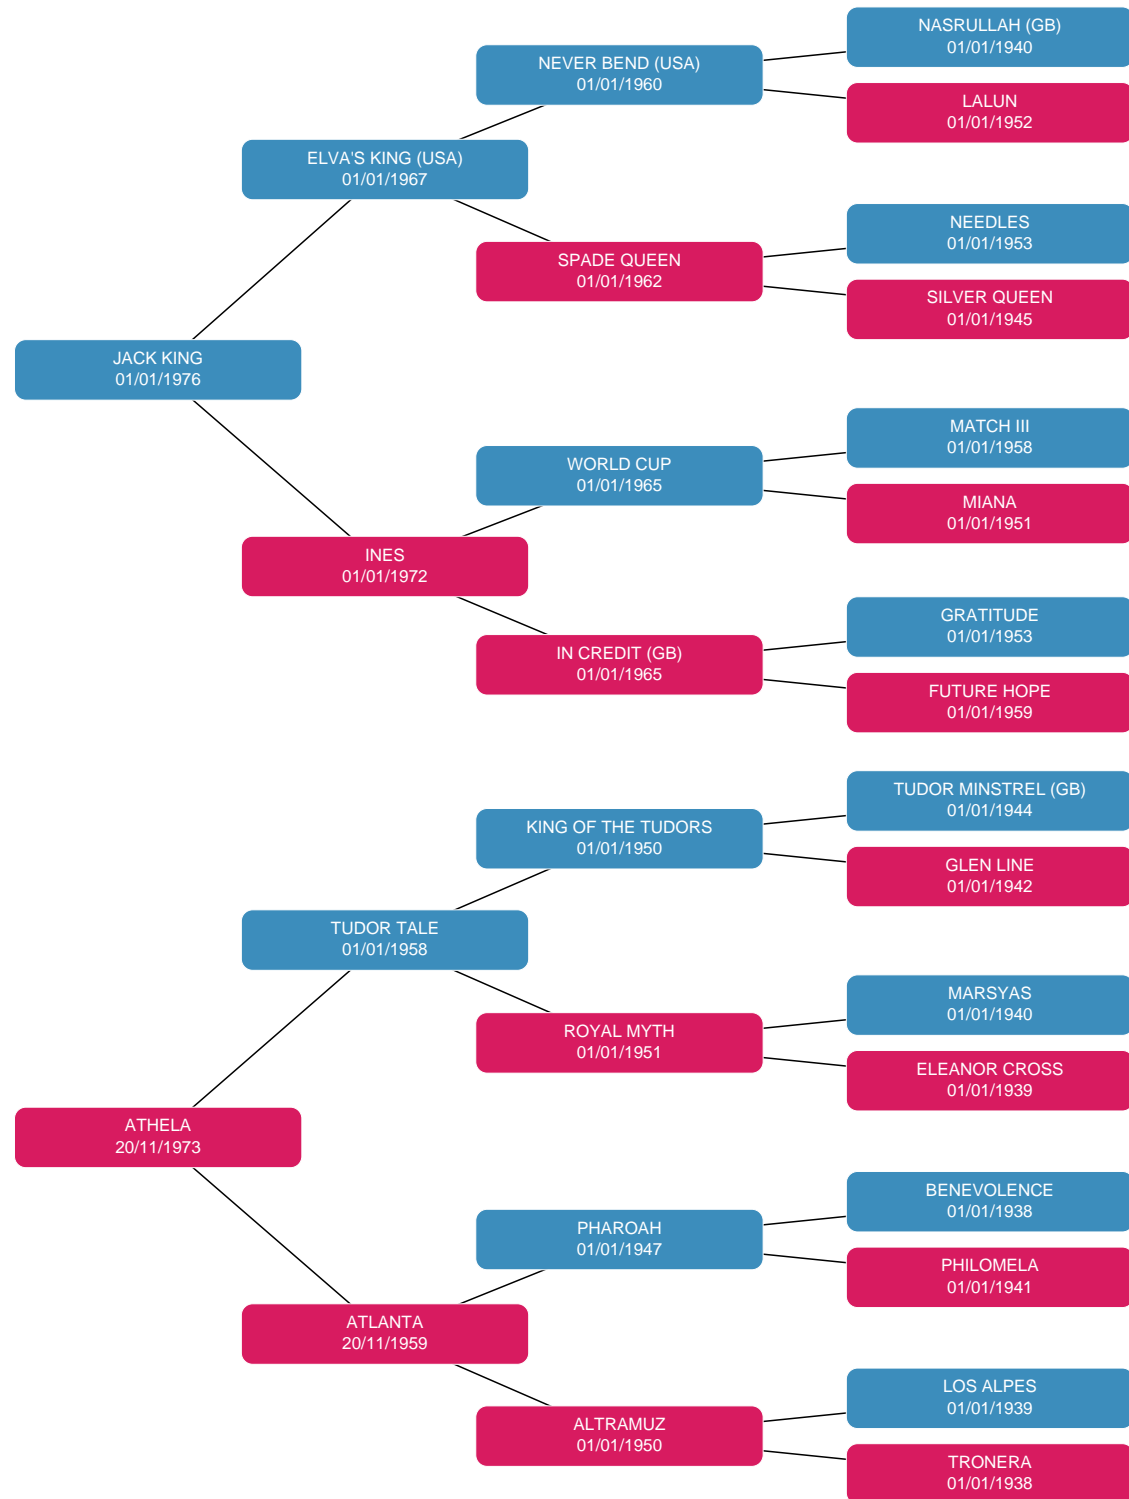 NASRULLAH (GB)
01/01/1940
NEVER BEND (USA)
01/01/1960
LALUN
01/01/1952
ELVA'S KING (USA)
01/01/1967
NEEDLES
01/01/1953
SPADE QUEEN
01/01/1962
SILVER QUEEN
01/01/1945
JACK KING
01/01/1976
MATCH III
01/01/1958
WORLD CUP
01/01/1965
MIANA
01/01/1951
INES
01/01/1972
GRATITUDE
01/01/1953
IN CREDIT (GB)
01/01/1965
FUTURE HOPE
01/01/1959
TUDOR MINSTREL (GB)
01/01/1944
KING OF THE TUDORS
01/01/1950
GLEN LINE
01/01/1942
TUDOR TALE
01/01/1958
MARSYAS
01/01/1940
ROYAL MYTH
01/01/1951
ELEANOR CROSS
01/01/1939
ATHELA
20/11/1973
BENEVOLENCE
01/01/1938
PHAROAH
01/01/1947
PHILOMELA
01/01/1941
ATLANTA
20/11/1959
LOS ALPES
01/01/1939
ALTRAMUZ
01/01/1950
TRONERA
01/01/1938